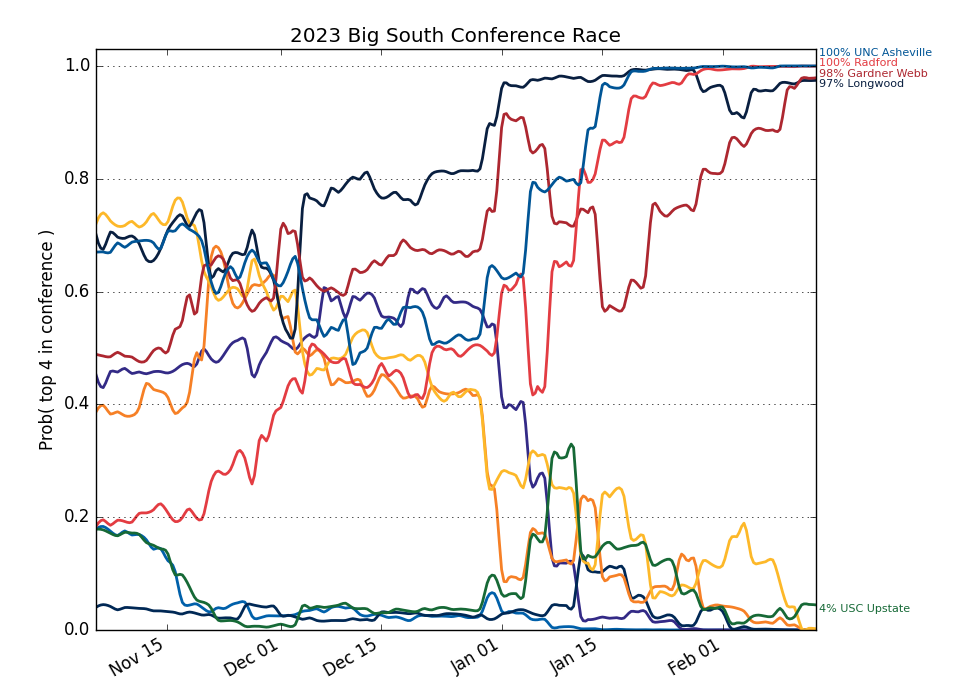 2023 Big South Conference Race
1.0
0.8
0.6
0.4
0.2
0.0
Prob( top 4 in conference )
Nov 15
Dec 01
Dec 15
Jan 01
Jan 15
Feb 01
100% UNC Asheville
100% Radford
98% Gardner Webb
97% Longwood
4% USC Upstate